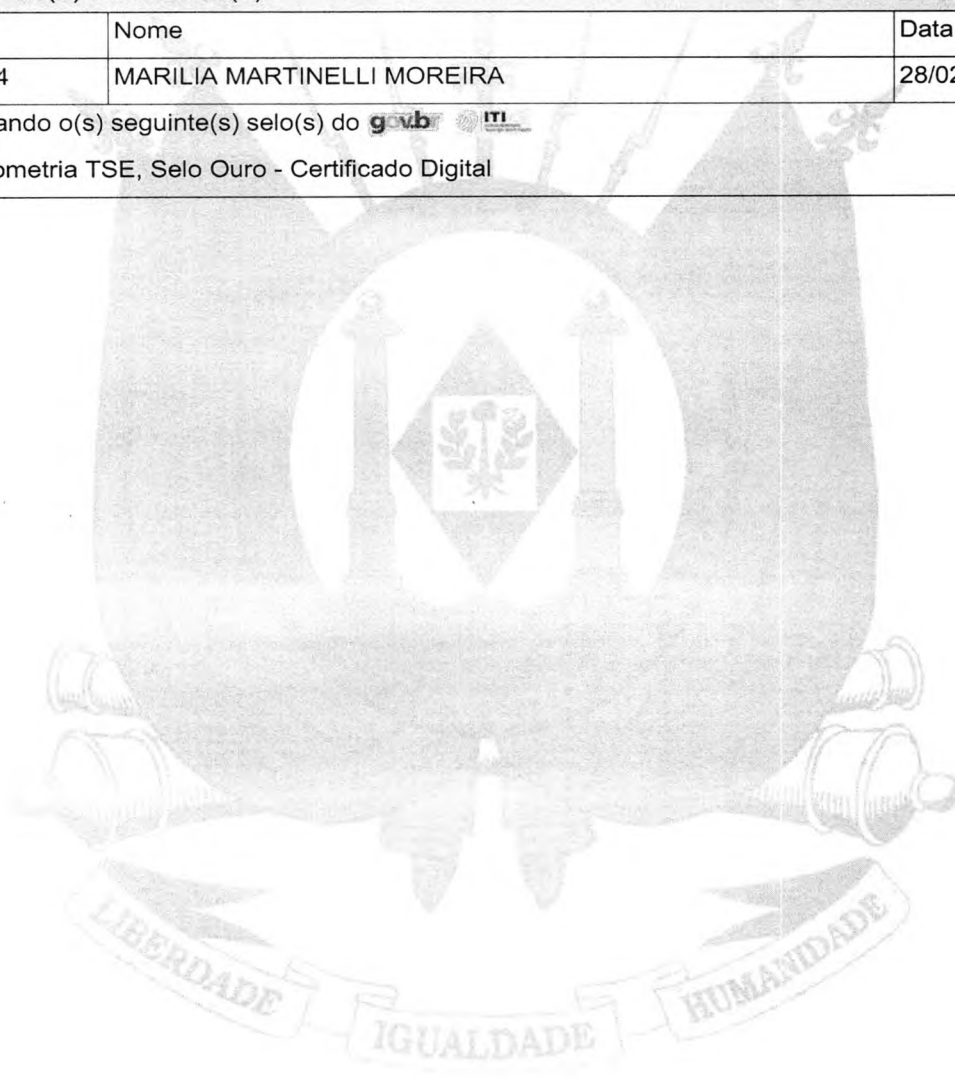 Nome Data
4 MARILIA MARTINELLI MOREIRA 28/02
ando o(s) seguinte(s) selo(s) do gov.br ITI
ometria TSE, Selo Ouro - Certificado Digital
LIBERDADE IGUALDADE HUMANIDADE